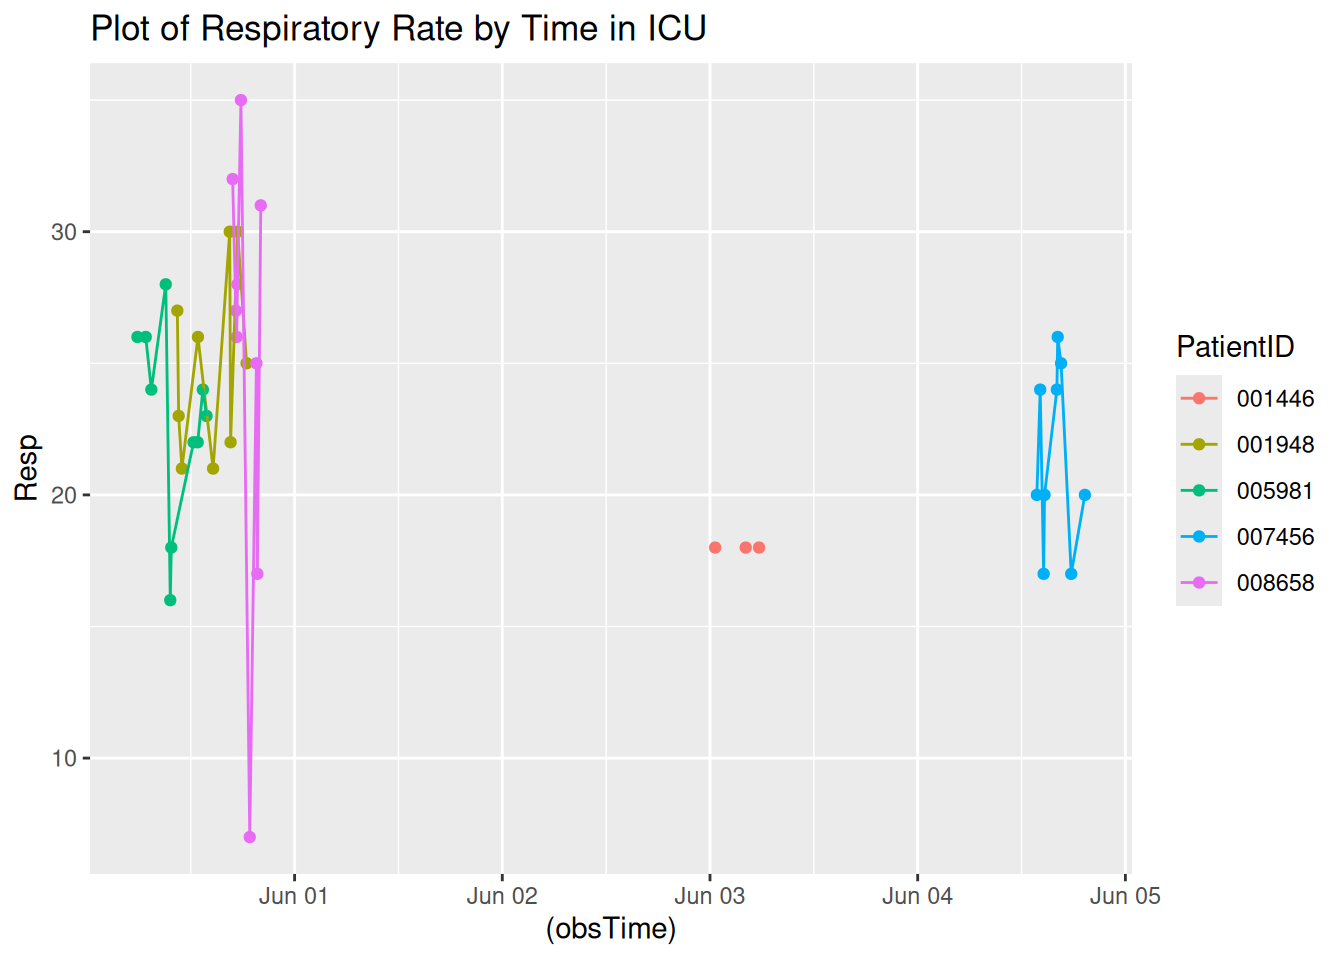 Plot of Respiratory Rate by Time in ICU
Resp
30
20
10
Jun 01
Jun 02
Jun 03
Jun 04
Jun 05
(obsTime)
PatientID
001446
001948
005981
007456
008658